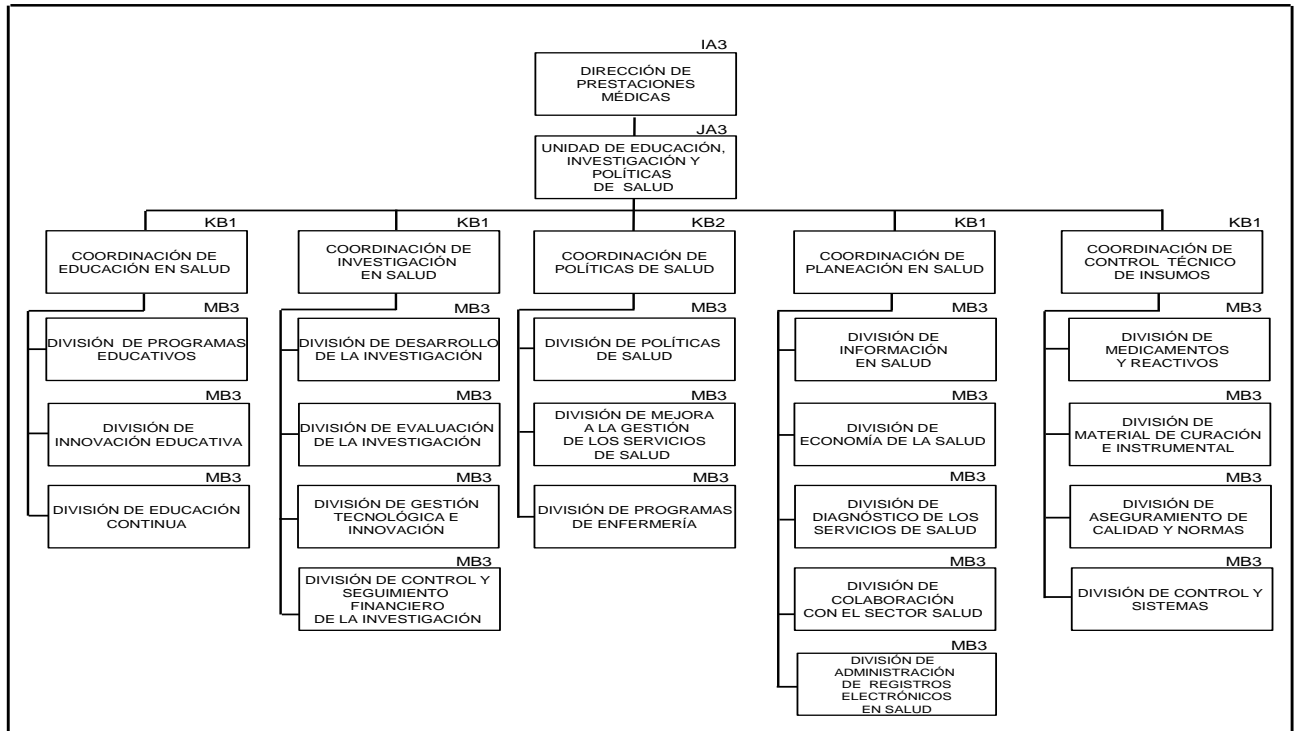 IA3
DIRECCIÓN DE
PRESTACIONES
MÉDICAS
JA3
UNIDAD DE EDUCACIÓN,
INVESTIGACIÓN Y
POLÍTICAS
DE SALUD
KB1
COORDINACIÓN DE
EDUCACIÓN EN SALUD
MB3
DIVISIÓN DE PROGRAMAS
EDUCATIVOS
MB3
DIVISIÓN DE
INNOVACIÓN EDUCATIVA
MB3
DIVISIÓN DE EDUCACIÓN
CONTINUA
KB1
COORDINACIÓN DE
INVESTIGACIÓN
EN SALUD
MB3
DIVISIÓN DE DESARROLLO
DE LA INVESTIGACIÓN
MB3
DIVISIÓN DE EVALUACIÓN
DE LA INVESTIGACIÓN
MB3
DIVISIÓN DE GESTIÓN
TECNOLÓGICA E
INNOVACIÓN
MB3
DIVISIÓN DE CONTROL Y
SEGUIMIENTO
FINANCIERO
DE LA INVESTIGACIÓN
KB2
COORDINACIÓN DE
POLÍTICAS DE SALUD
MB3
DIVISIÓN DE POLÍTICAS
DE SALUD
MB3
DIVISIÓN DE MEJORA
A LA GESTIÓN
DE LOS SERVICIOS
DE SALUD
MB3
DIVISIÓN DE PROGRAMAS
DE ENFERMERÍA
KB1
COORDINACIÓN DE
PLANEACIÓN EN SALUD
MB3
DIVISIÓN DE
INFORMACIÓN
EN SALUD
MB3
DIVISIÓN DE
ECONOMÍA DE LA SALUD
MB3
DIVISIÓN DE
DIAGNÓSTICO DE LOS
SERVICIOS DE SALUD
MB3
DIVISIÓN DE
COLABORACIÓN
CON EL SECTOR SALUD
MB3
DIVISIÓN DE
ADMINISTRACIÓN
DE REGISTROS
ELECTRÓNICOS
EN SALUD
KB1
COORDINACIÓN DE
CONTROL TÉCNICO
DE INSUMOS
MB3
DIVISIÓN DE
MEDICAMENTOS
Y REACTIVOS
MB3
DIVISIÓN DE
MATERIAL DE CURACIÓN
E INSTRUMENTAL
MB3
DIVISIÓN DE
ASEGURAMIENTO DE
CALIDAD Y NORMAS
MB3
DIVISIÓN DE CONTROL Y
SISTEMAS